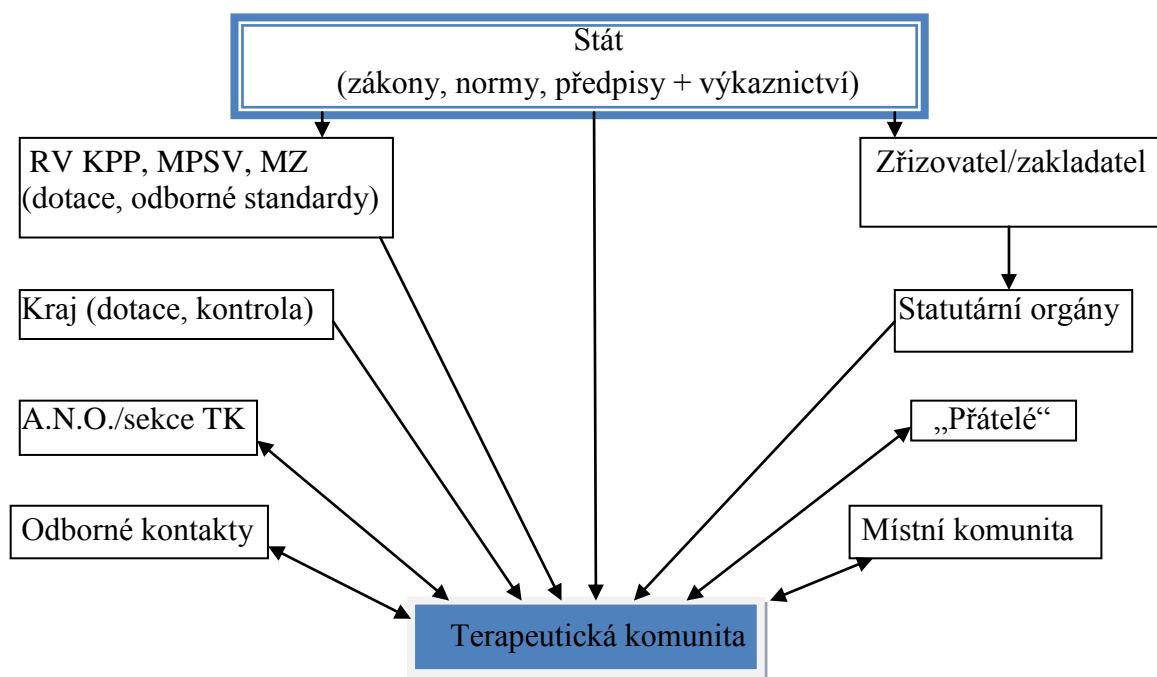 Stát
(zákony, normy, předpisy + výkaznictví)
RV KPP, MPSV, MZ
(dotace, odborné standardy)
Zřizovatel/zakladatel
Kraj (dotace, kontrola)
Statutární orgány
A.N.O./sekce TK
„Přátelé“
Odborné kontakty
Místní komunita
Terapeutická komunita